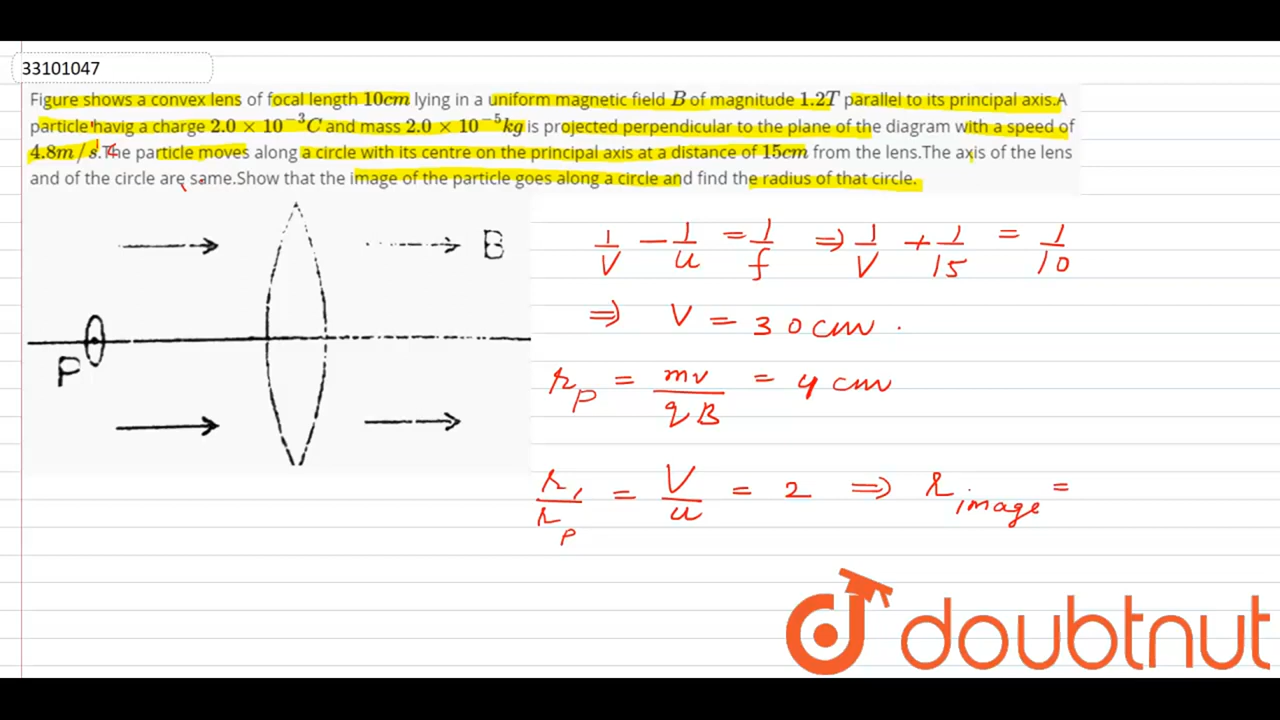 33101047
Figure shows a convex lens of focal length 10cm lying in a uniform magnetic field B of magnitude 1.2T parallel to its principal axis.A
particle havig a charge 2.0 × 10⁻³C and mass 2.0 × 10⁻⁵kg is projected perpendicular to the plane of the diagram with a speed of
4.8m/s.The particle moves along a circle with its centre on the principal axis at a distance of 15cm from the lens.The axis of the lens
and of the circle are same.Show that the image of the particle goes along a circle and find the radius of that circle.
B
P
1/V − 1/u = 1/f ⇒ 1/V + 1/15 = 1/10
⇒ V = 30cm.
r_p = mv/qB = 4 cm
r_i/r_p = V/u = 2 ⇒ r_image =
doubtnut